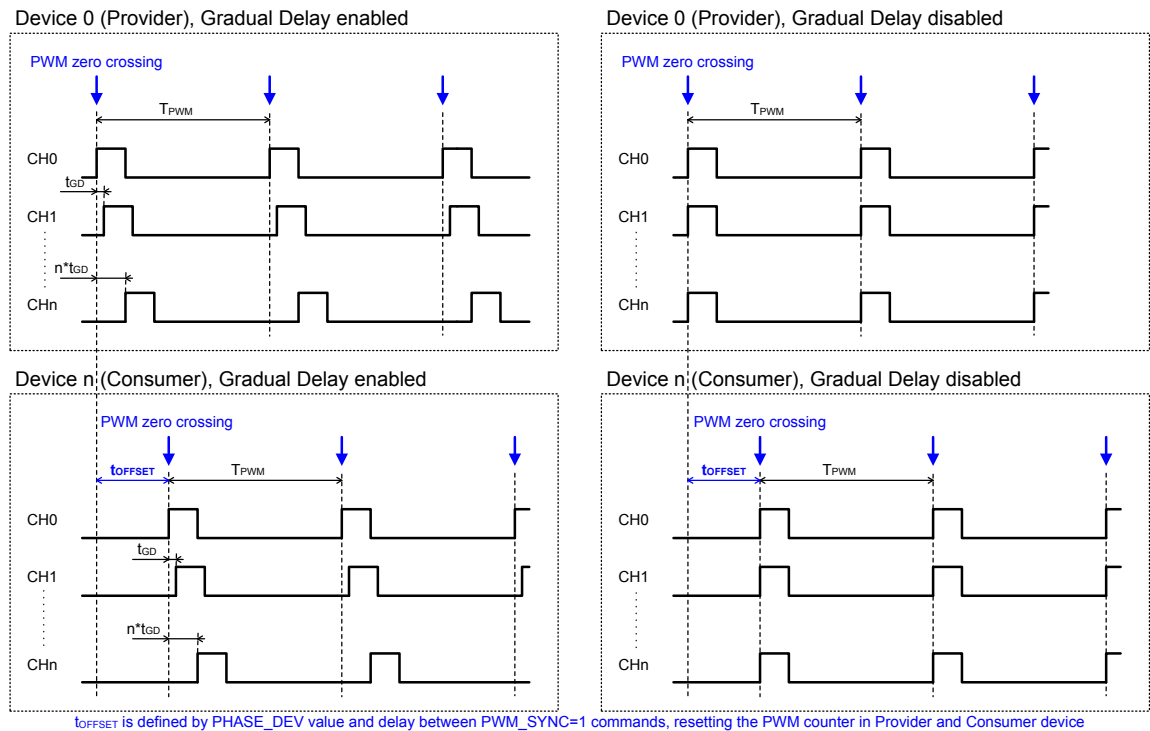 Device 0 (Provider), Gradual Delay enabled
PWM zero crossing
TPWM
CH0
tGD
CH1
n*tGD
CHn
Device 0 (Provider), Gradual Delay disabled
PWM zero crossing
TPWM
CH0
CH1
CHn
Device n (Consumer), Gradual Delay enabled
PWM zero crossing
tOFFSET
TPWM
CH0
tGD
CH1
n*tGD
CHn
Device n (Consumer), Gradual Delay disabled
PWM zero crossing
tOFFSET
TPWM
CH0
CH1
CHn
tOFFSET is defined by PHASE_DEV value and delay between PWM_SYNC=1 commands, resetting the PWM counter in Provider and Consumer device